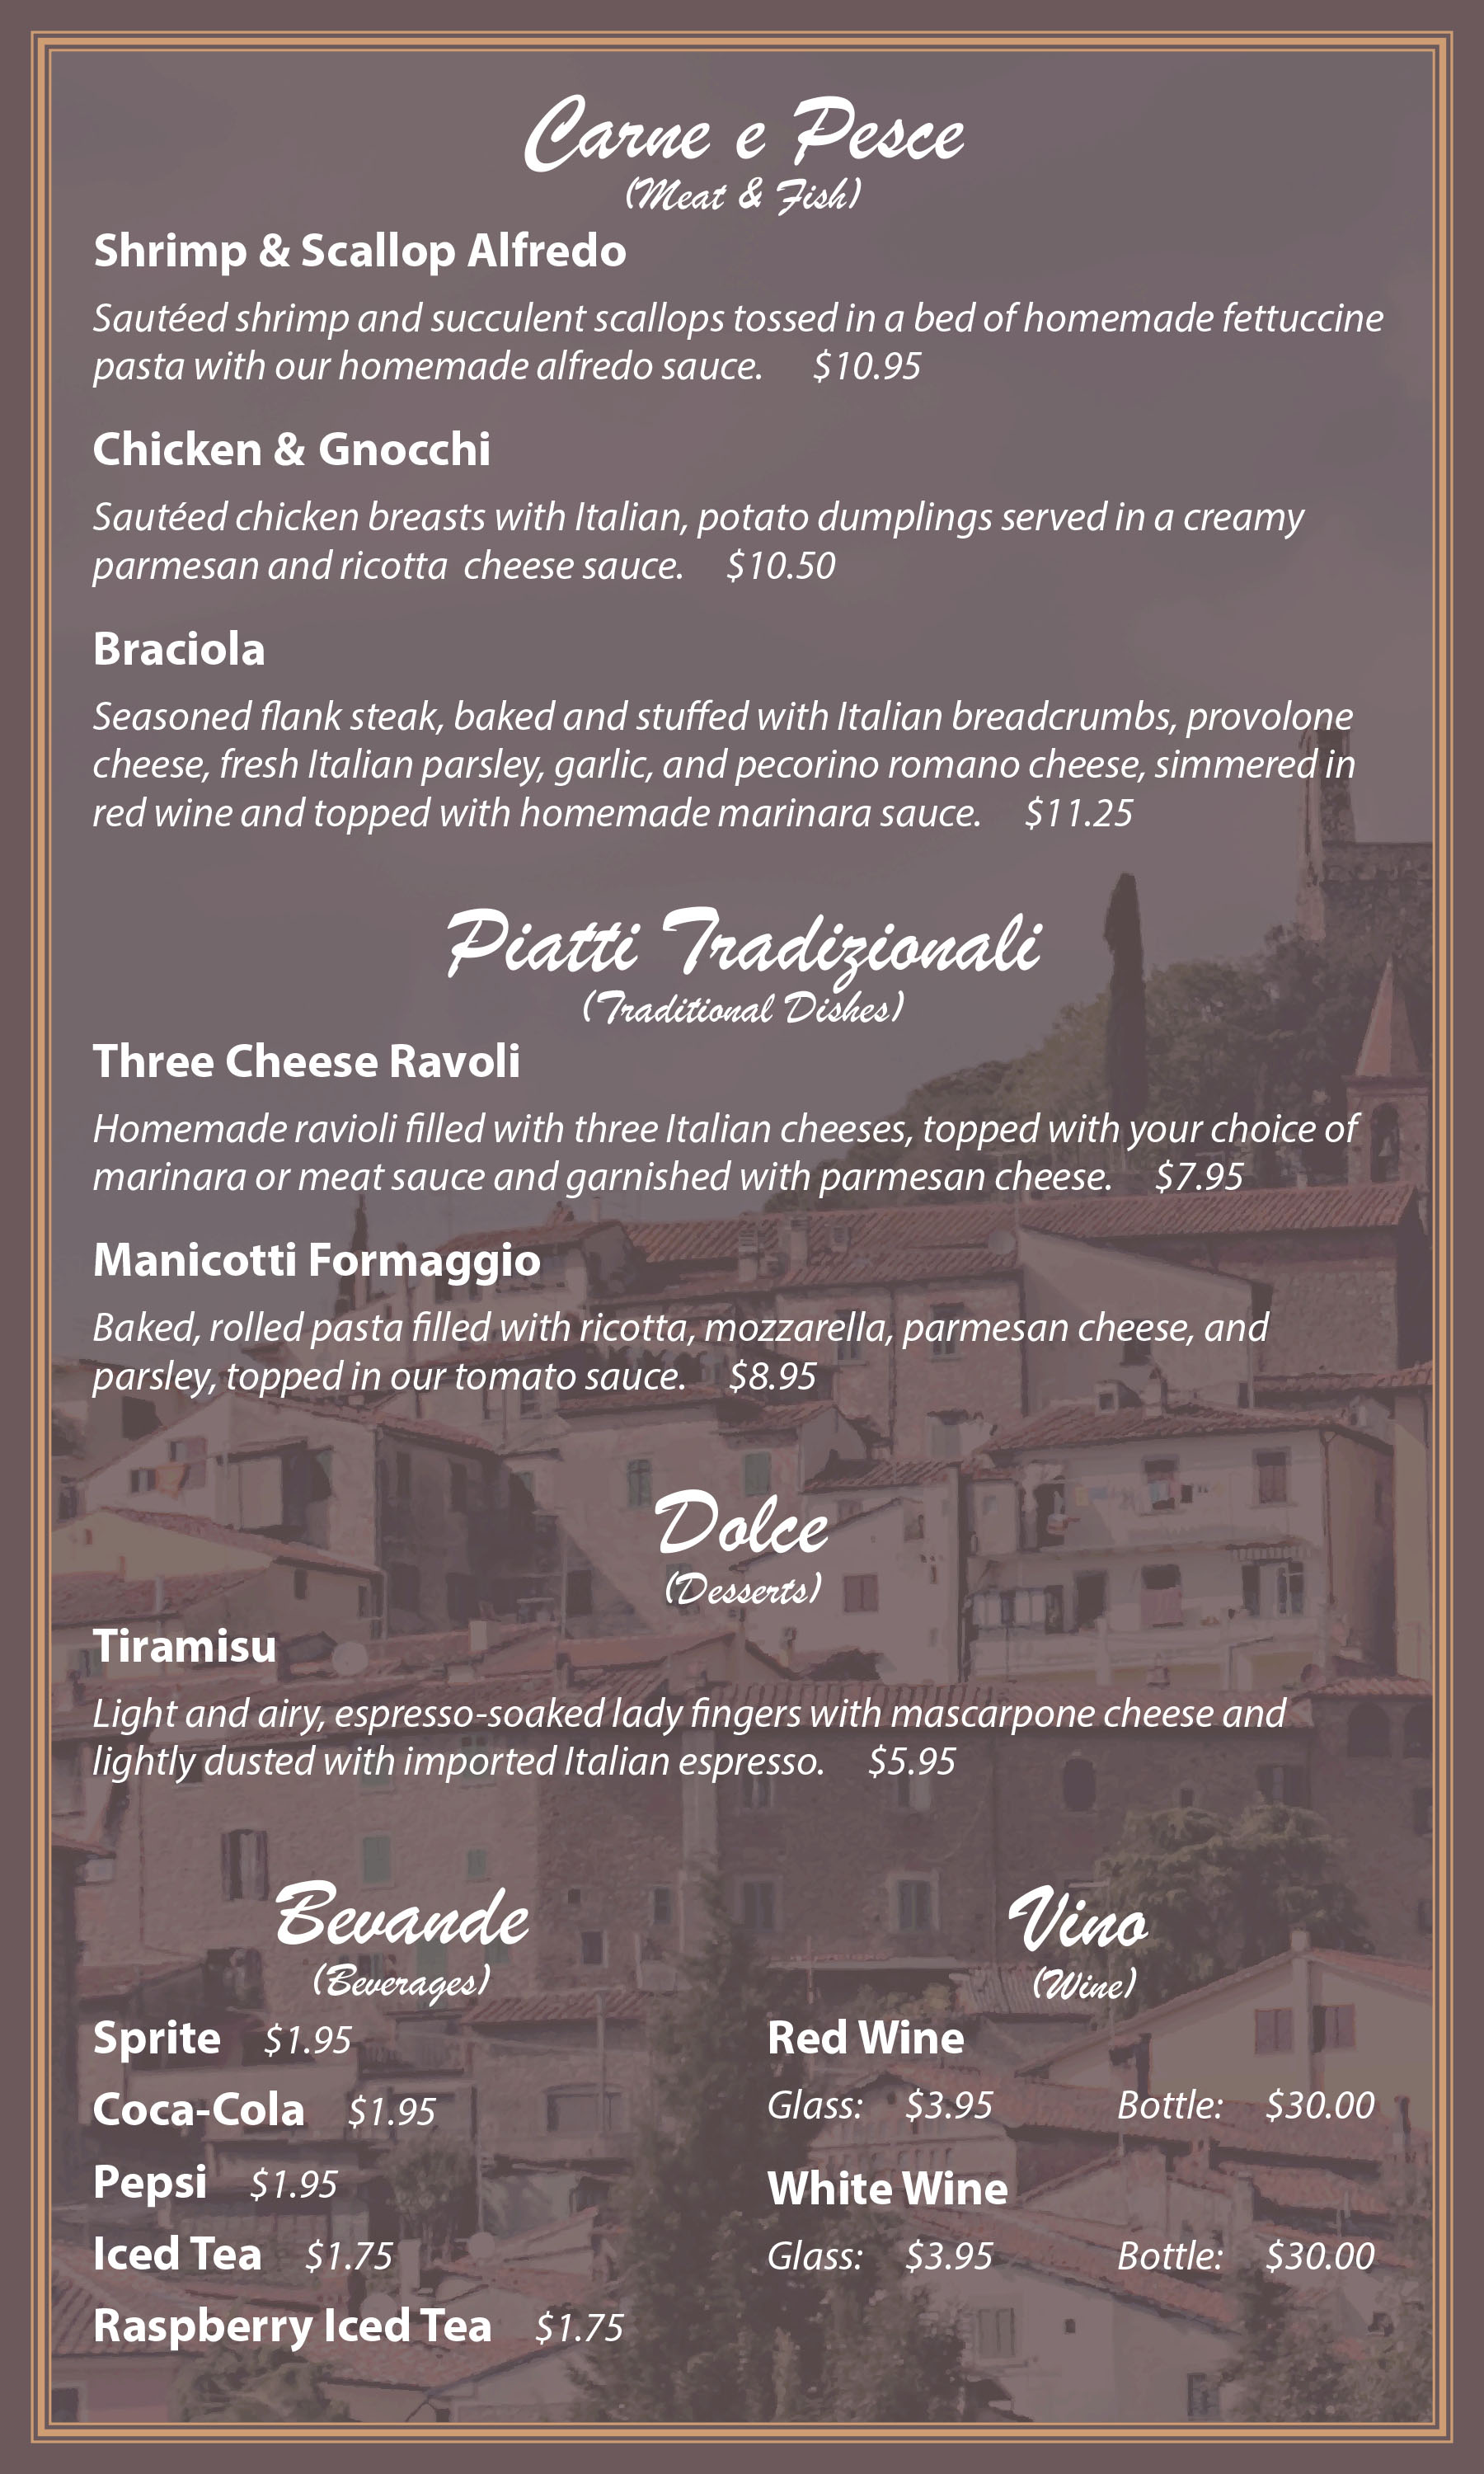 Carne e Pesce
(Meat & Fish)
Shrimp & Scallop Alfredo
Sautéed shrimp and succulent scallops tossed in a bed of homemade fettuccine
pasta with our homemade alfredo sauce. $10.95
Chicken & Gnocchi
Sautéed chicken breasts with Italian, potato dumplings served in a creamy
parmesan and ricotta cheese sauce. $10.50
Braciola
Seasoned flank steak, baked and stuffed with Italian breadcrumbs, provolone
cheese, fresh Italian parsley, garlic, and pecorino romano cheese, simmered in
red wine and topped with homemade marinara sauce. $11.25
Piatti Tradizionali
(Traditional Dishes)
Three Cheese Ravoli
Homemade ravioli filled with three Italian cheeses, topped with your choice of
marinara or meat sauce and garnished with parmesan cheese. $7.95
Manicotti Formaggio
Baked, rolled pasta filled with ricotta, mozzarella, parmesan cheese, and
parsley, topped in our tomato sauce. $8.95
Dolce
(Desserts)
Tiramisu
Light and airy, espresso-soaked lady fingers with mascarpone cheese and
lightly dusted with imported Italian espresso. $5.95
Bevande
(Beverages)
Sprite $1.95
Coca-Cola $1.95
Pepsi $1.95
Iced Tea $1.75
Raspberry Iced Tea $1.75
Vino
(Wine)
Red Wine
Glass: $3.95 Bottle: $30.00
White Wine
Glass: $3.95 Bottle: $30.00